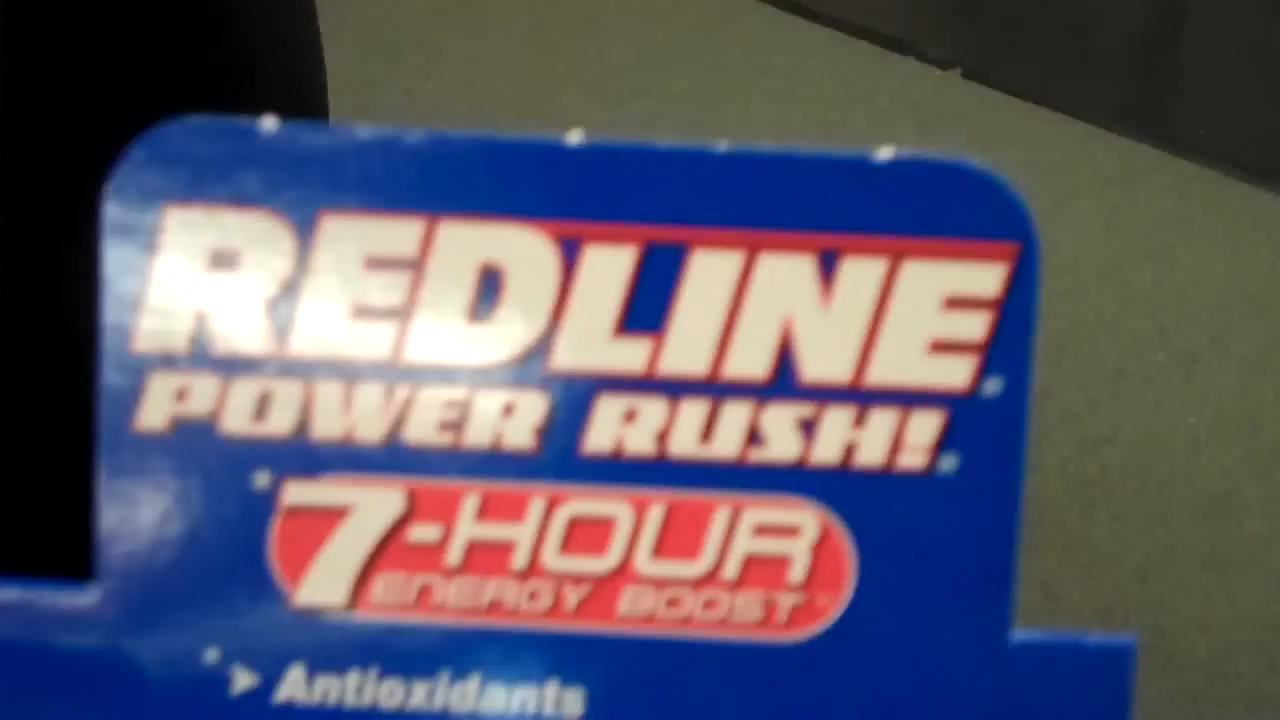 REDLINE
POWER RUSH!
7-HOUR
ENERGY BOOST
Antioxidants